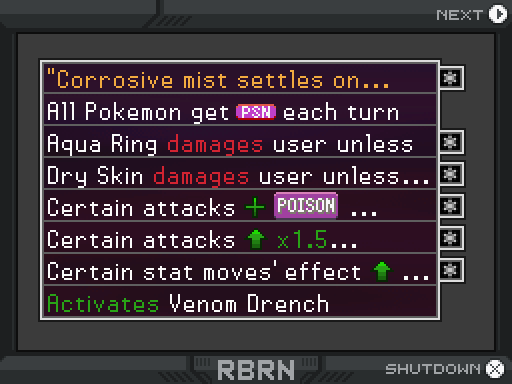 NEXT
"Corrosive mist settles on...
All Pokemon get PSN each turn
Aqua Ring damages user unless
Dry Skin damages user unless...
Certain attacks + POISON ...
Certain attacks ↑ x1.5...
Certain stat moves' effect ↑ ...
Activates Venom Drench
RBRN
SHUTDOWN